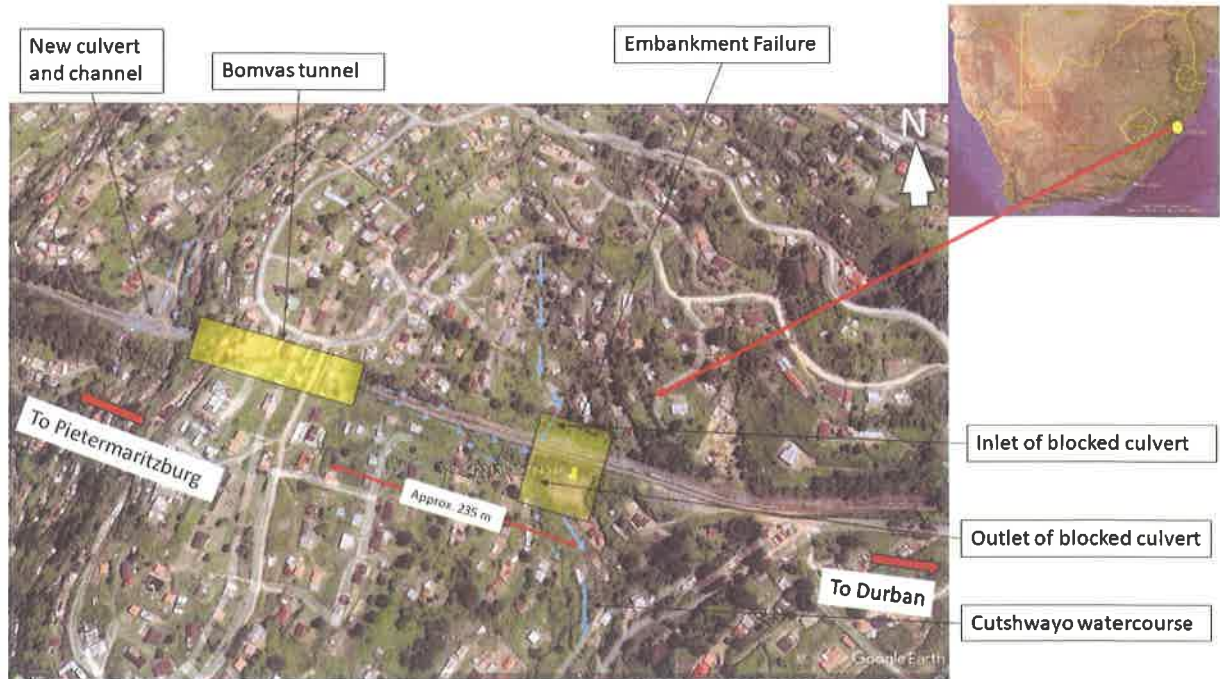 New culvert
and channel
Bomvas tunnel
Embankment Failure
N
To Pietermaritzburg
Approx. 235 m
Inlet of blocked culvert
Outlet of blocked culvert
To Durban
Cutshwayo watercourse
Google Earth